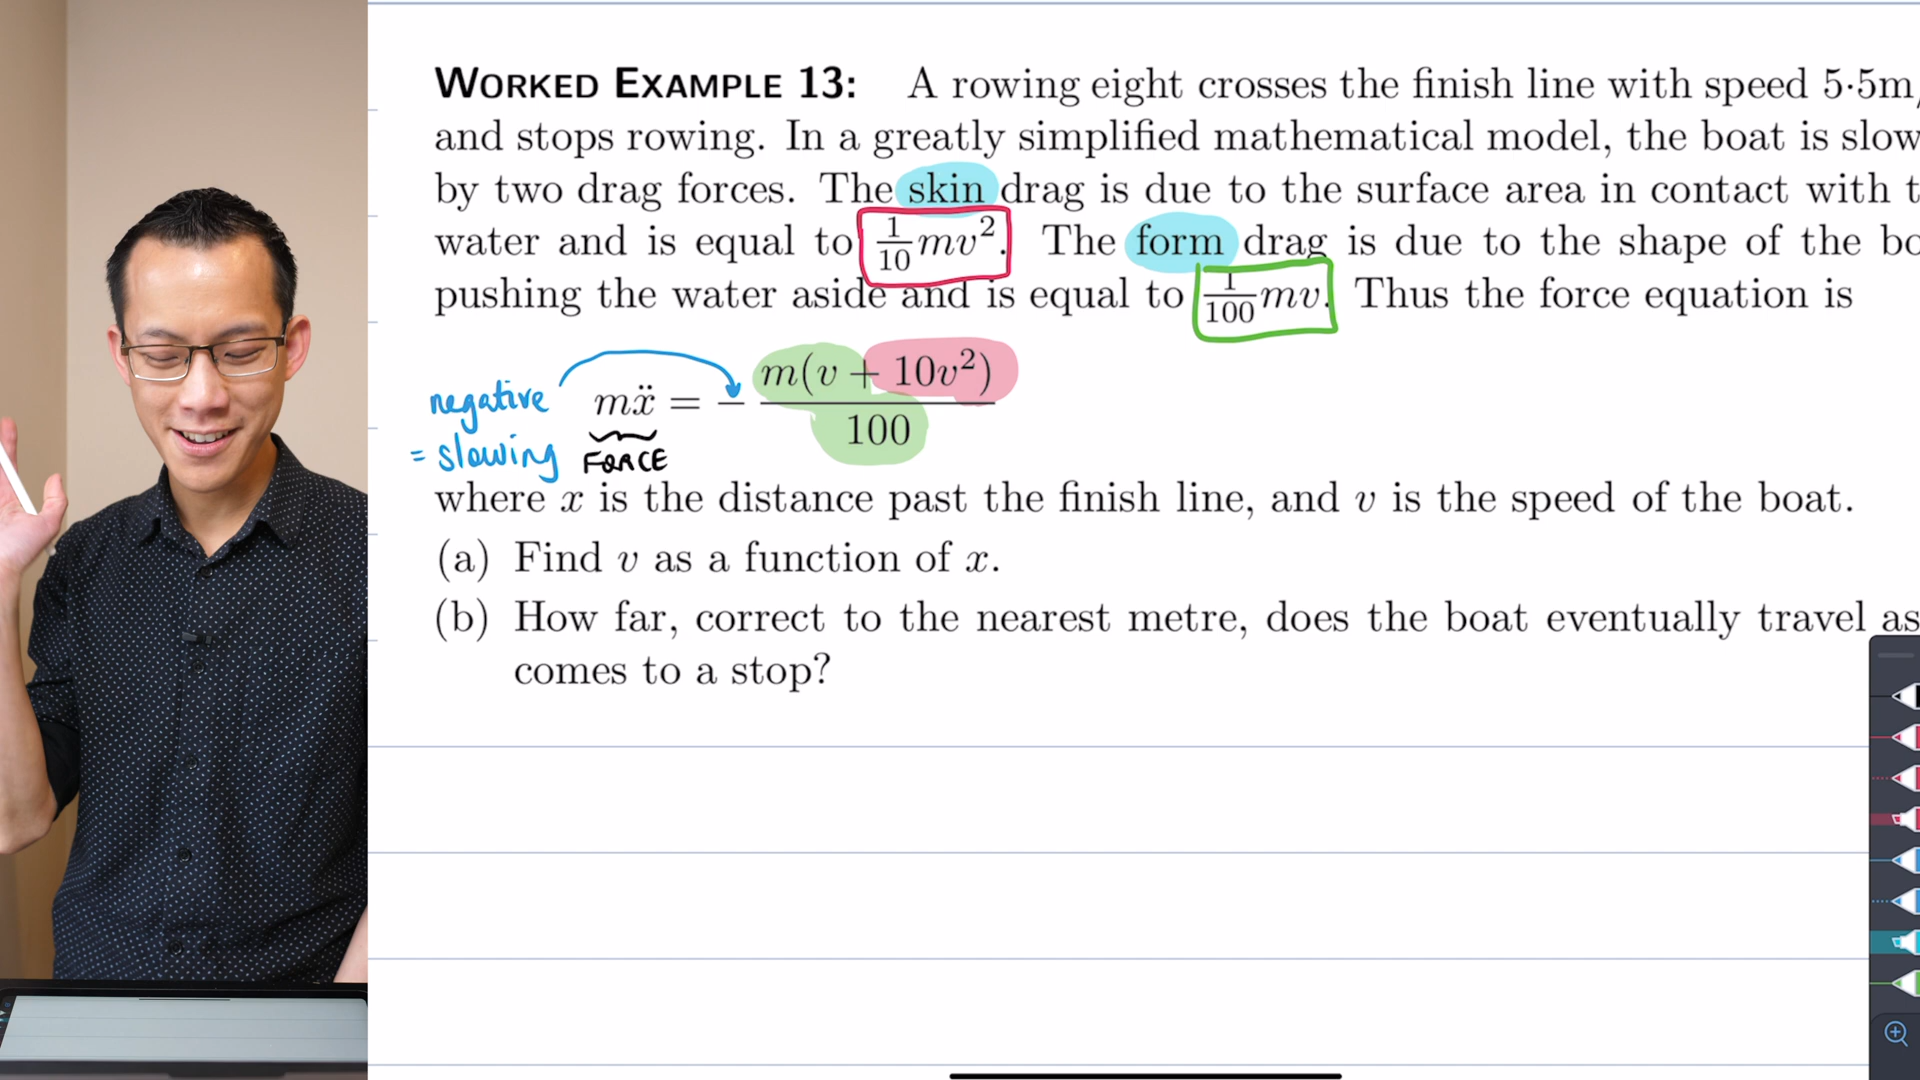 WORKED EXAMPLE 13: A rowing eight crosses the finish line with speed 5·5m/
and stops rowing. In a greatly simplified mathematical model, the boat is slow
by two drag forces. The skin drag is due to the surface area in contact with t
water and is equal to 1/10 mv². The form drag is due to the shape of the bo
pushing the water aside and is equal to 1/100 mv. Thus the force equation is
negative = slowing
mẍ = − m(v + 10v²)/100
FORCE
where x is the distance past the finish line, and v is the speed of the boat.
(a) Find v as a function of x.
(b) How far, correct to the nearest metre, does the boat eventually travel as
comes to a stop?